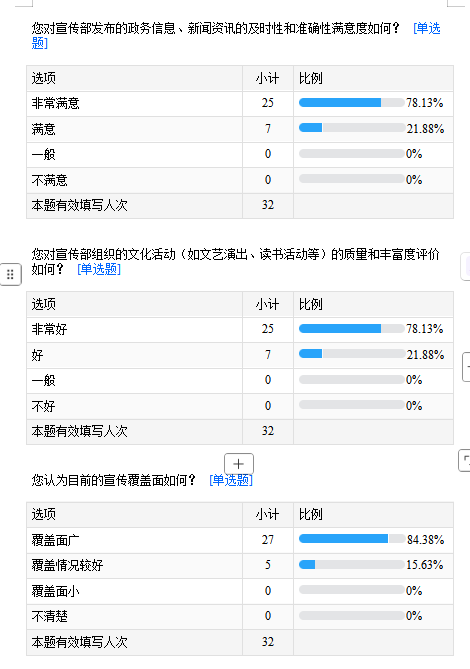 您对宣传部发布的政务信息、新闻资讯的及时性和准确性满意度如何? [单选
题]
选项 小计 比例
非常满意 25 78.13%
满意 7 21.88%
一般 0 0%
不满意 0 0%
本题有效填写人次 32
您对宣传部组织的文化活动（如文艺演出、读书活动等）的质量和丰富度评价
如何? [单选题]
选项 小计 比例
非常好 25 78.13%
好 7 21.88%
一般 0 0%
不好 0 0%
本题有效填写人次 32
您认为目前的宣传覆盖面如何? [单选题]
选项 小计 比例
覆盖面广 27 84.38%
覆盖情况较好 5 15.63%
覆盖面小 0 0%
不清楚 0 0%
本题有效填写人次 32